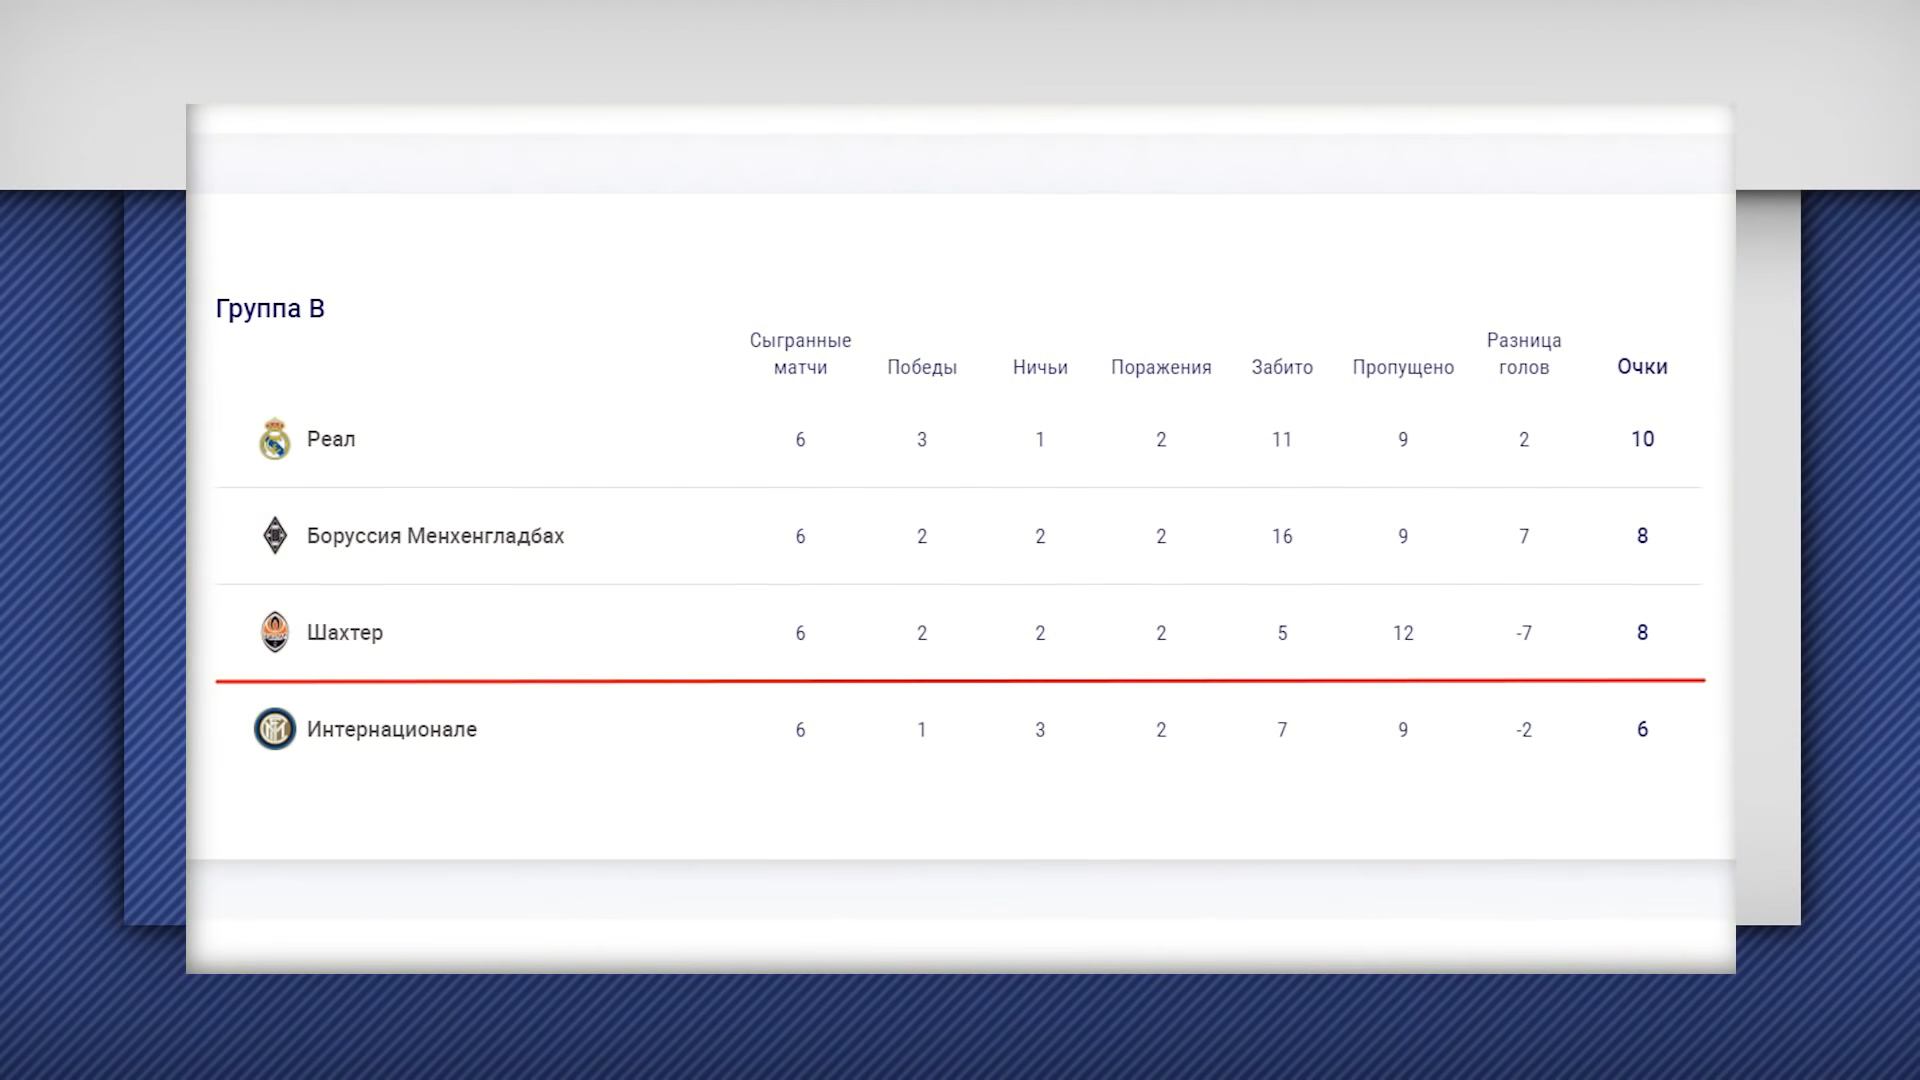 Группа B
Сыгранные матчи Победы Ничьи Поражения Забито Пропущено Разница голов Очки
Реал 6 3 1 2 11 9 2 10
Боруссия Менхенгладбах 6 2 2 2 16 9 7 8
Шахтер 6 2 2 2 5 12 -7 8
Интернационале 6 1 3 2 7 9 -2 6